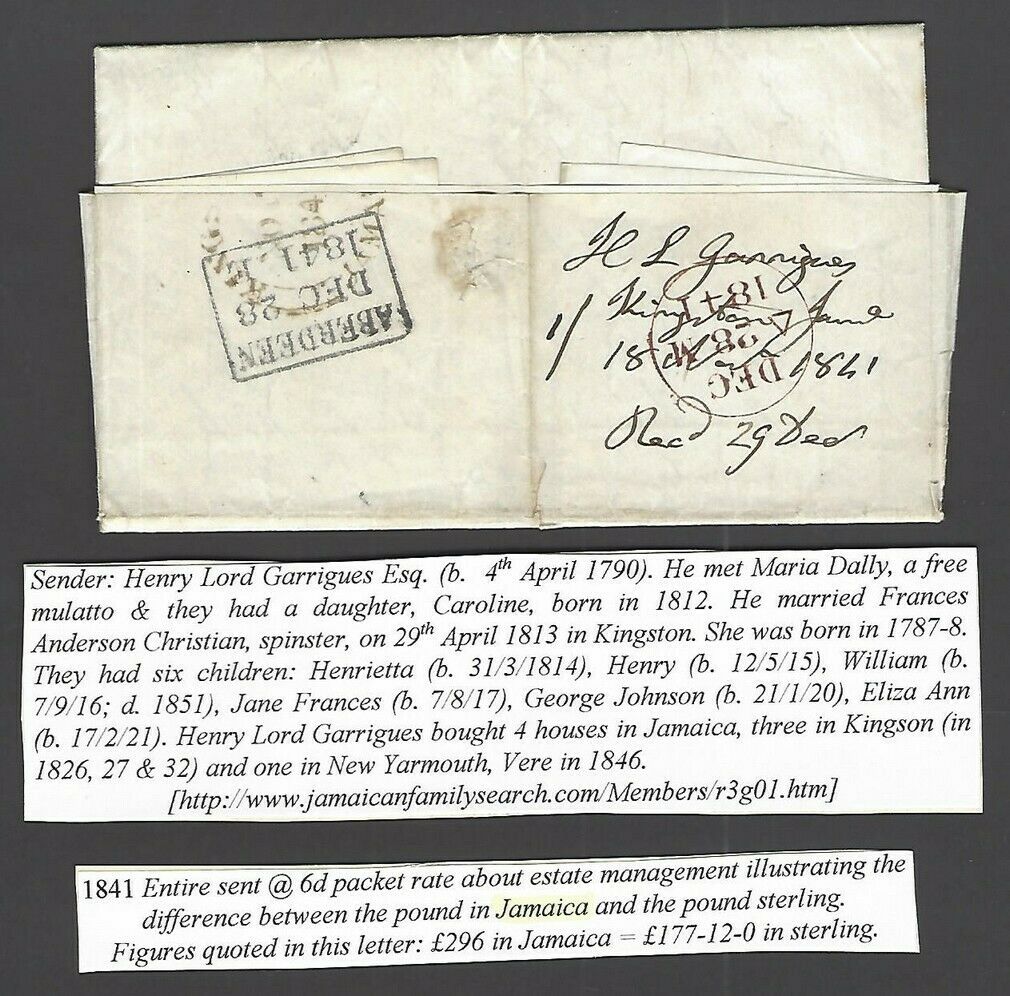 ABERDEEN
DEC 28
1841 E
H L Garrigues
Kingston Jama
1/
18 Nov 1841
Recd 29 Decr
DEC
28
1841
Sender: Henry Lord Garrigues Esq. (b. 4th April 1790). He met Maria Dally, a free
mulatto & they had a daughter, Caroline, born in 1812. He married Frances
Anderson Christian, spinster, on 29th April 1813 in Kingston. She was born in 1787-8.
They had six children: Henrietta (b. 31/3/1814), Henry (b. 12/5/15), William (b.
7/9/16; d. 1851), Jane Frances (b. 7/8/17), George Johnson (b. 21/1/20), Eliza Ann
(b. 17/2/21). Henry Lord Garrigues bought 4 houses in Jamaica, three in Kingson (in
1826, 27 & 32) and one in New Yarmouth, Vere in 1846.
[http://www.jamaicanfamilysearch.com/Members/r3g01.htm]
1841 Entire sent @ 6d packet rate about estate management illustrating the
difference between the pound in Jamaica and the pound sterling.
Figures quoted in this letter: £296 in Jamaica = £177-12-0 in sterling.